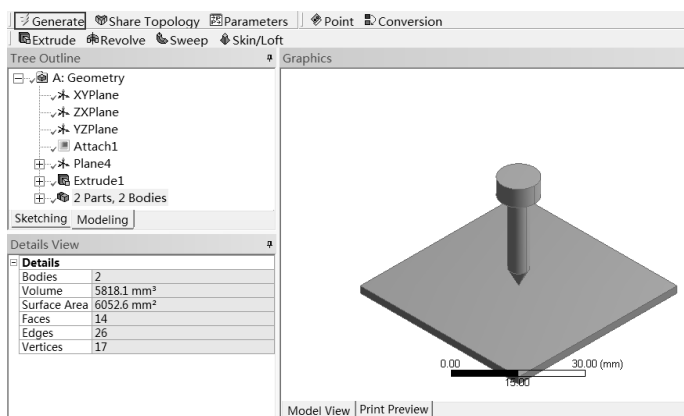 Generate Share Topology Parameters Point Conversion
Extrude Revolve Sweep Skin/Loft
Tree Outline
Graphics
A: Geometry
XYPlane
ZXPlane
YZPlane
Attach1
Plane4
Extrude1
2 Parts, 2 Bodies
Sketching Modeling
Details View
Details
Bodies 2
Volume 5818.1 mm³
Surface Area 6052.6 mm²
Faces 14
Edges 26
Vertices 17
0.00 30.00 (mm)
15.00
Model View Print Preview